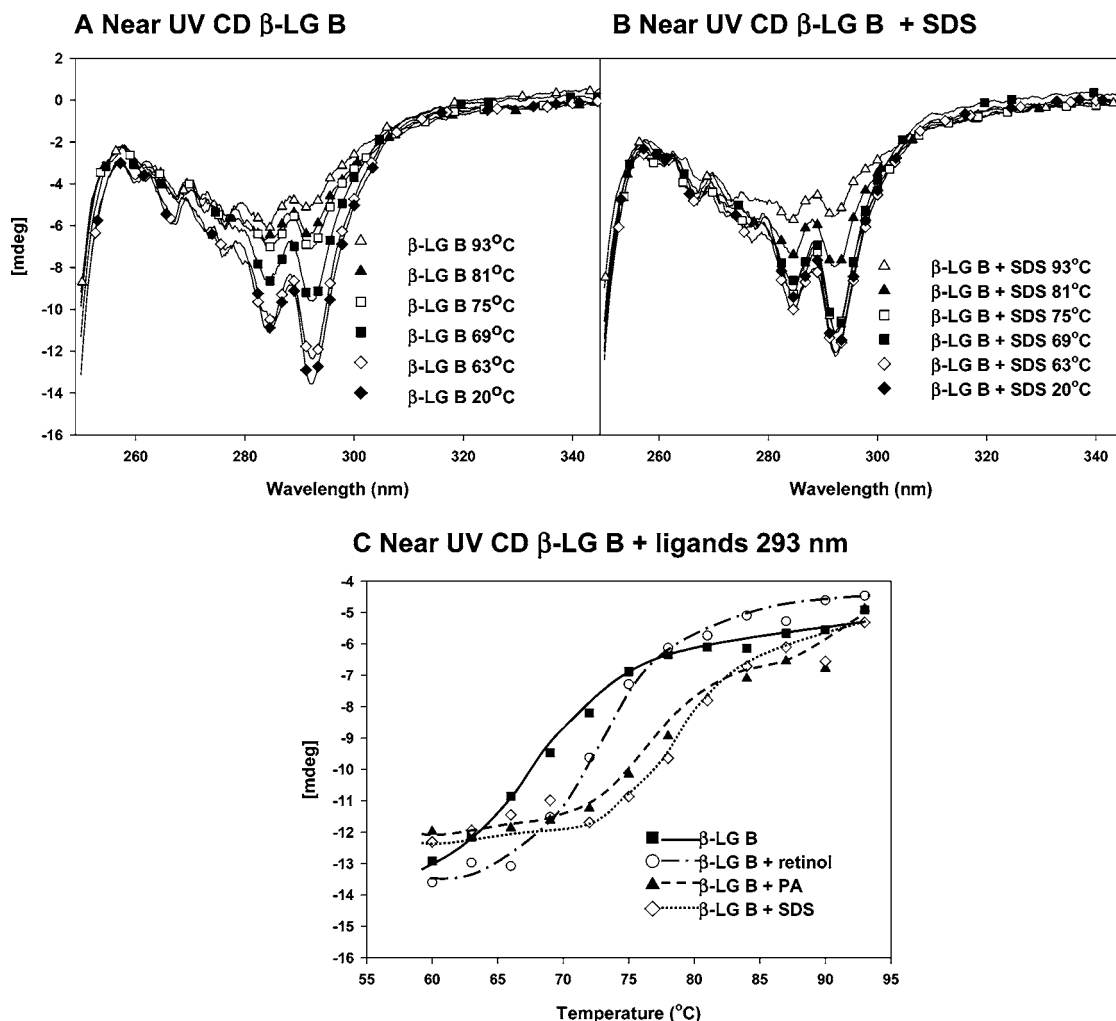 A Near UV CD β-LG B
B Near UV CD β-LG B + SDS
[mdeg]
2
0
-2
-4
-6
-8
-10
-12
-14
-16
β-LG B 93°C
β-LG B 81°C
β-LG B 75°C
β-LG B 69°C
β-LG B 63°C
β-LG B 20°C
β-LG B + SDS 93°C
β-LG B + SDS 81°C
β-LG B + SDS 75°C
β-LG B + SDS 69°C
β-LG B + SDS 63°C
β-LG B + SDS 20°C
260 280 300 320 340
260 280 300 320 340
Wavelength (nm)
Wavelength (nm)
C Near UV CD β-LG B + ligands 293 nm
[mdeg]
-4
-5
-6
-7
-8
-9
-10
-11
-12
-13
-14
-15
-16
β-LG B
β-LG B + retinol
β-LG B + PA
β-LG B + SDS
55 60 65 70 75 80 85 90 95
Temperature (°C)